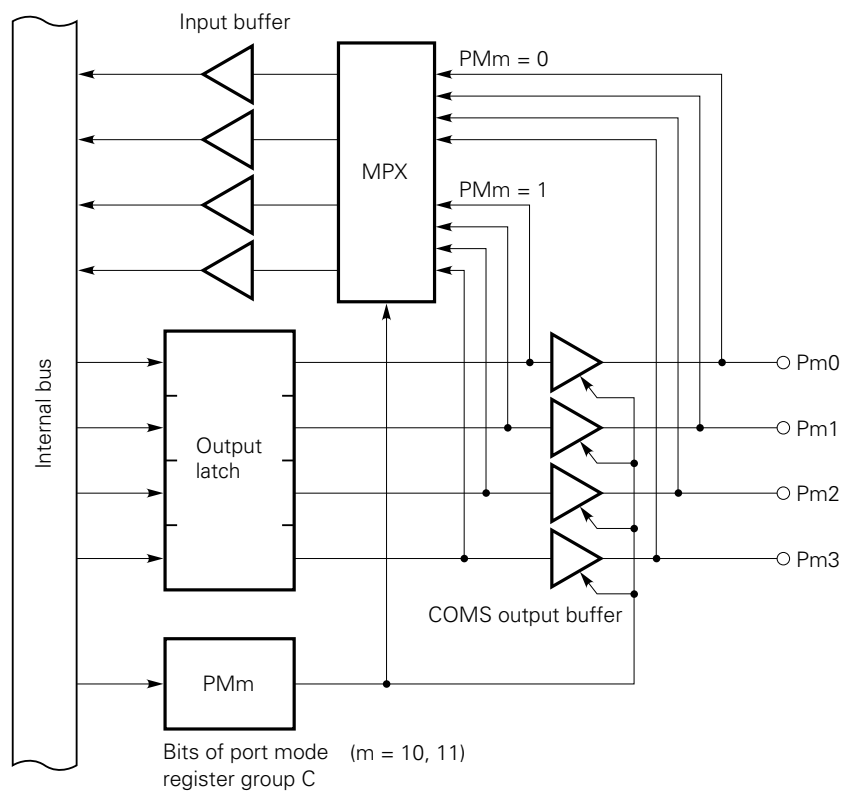 Input buffer
PMm = 0
MPX
PMm = 1
Internal bus
Pm0
Pm1
Output
latch
Pm2
Pm3
COMS output buffer
PMm
Bits of port mode (m = 10, 11)
register group C